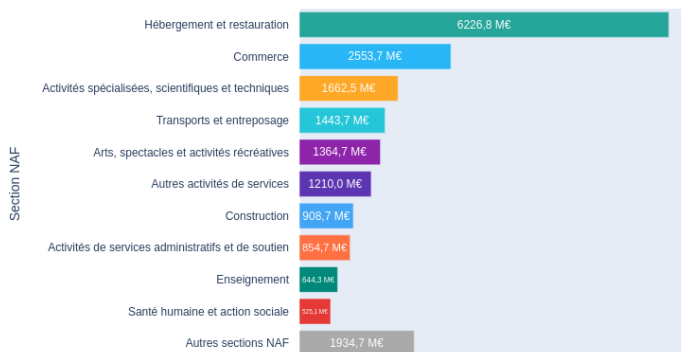 Hébergement et restauration 6226,8 M€
Commerce 2553,7 M€
Activités spécialisées, scientifiques et techniques 1662,5 M€
Transports et entreposage 1443,7 M€
Arts, spectacles et activités récréatives 1364,7 M€
Autres activités de services 1210,0 M€
Construction 908,7 M€
Activités de services administratifs et de soutien 854,7 M€
Enseignement 644,3 M€
Santé humaine et action sociale 525,1 M€
Autres sections NAF 1934,7 M€
Section NAF